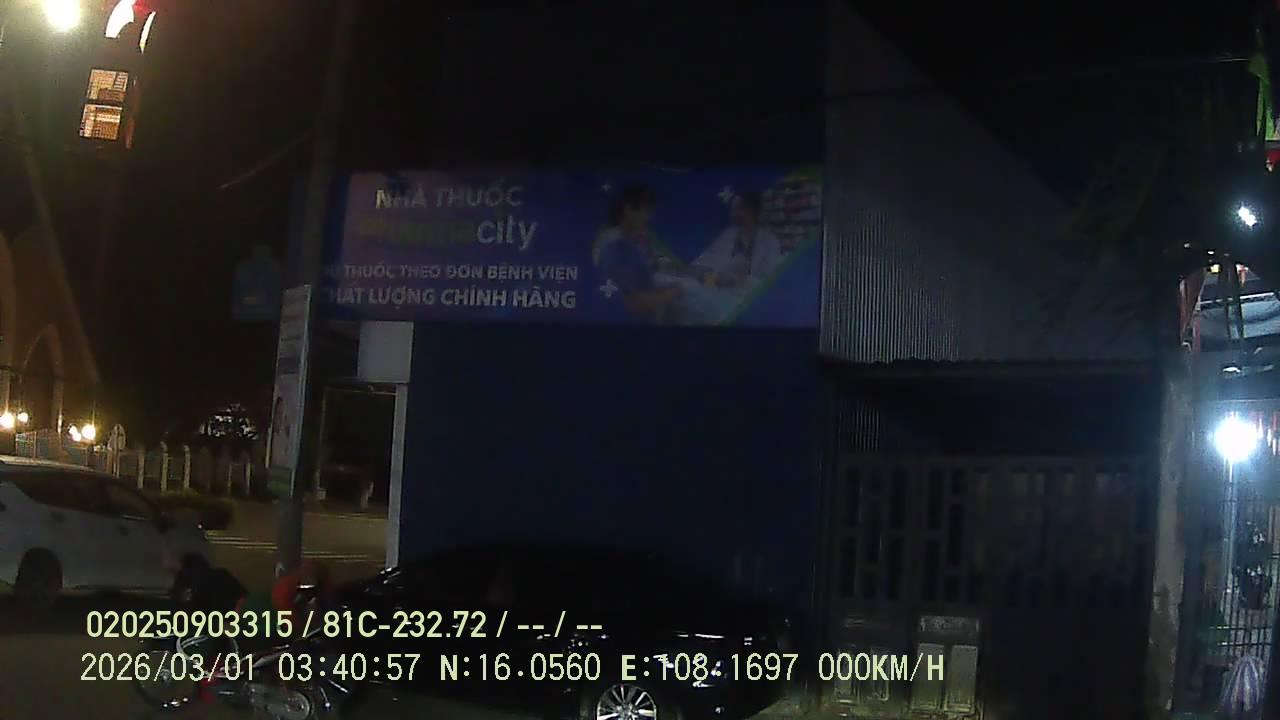 NHÀ THUỐC
Pharmacity
THUỐC THEO ĐƠN BỆNH VIỆN
CHẤT LƯỢNG CHÍNH HÃNG
020250903315 / 81C-232.72 / -- / --
2026/03/01 03:40:57 N:16.0560 E:108.1697 000KM/H